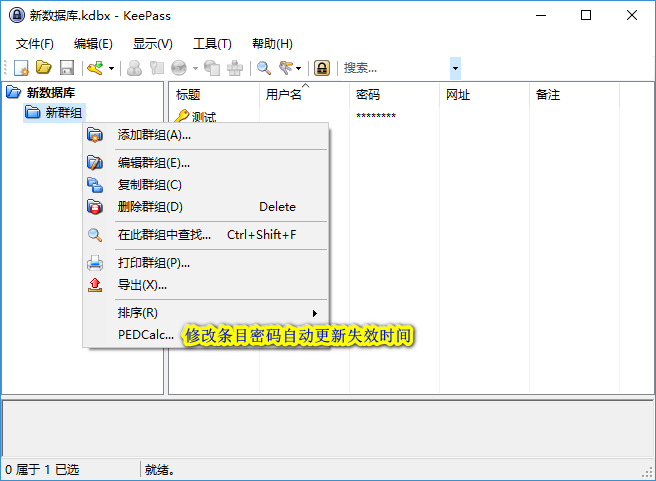 新数据库.kdbx - KeePass
文件(F) 编辑(E) 显示(V) 工具(T) 帮助(H)
搜索...
新数据库
新群组
标题 用户名 密码 网址 备注
测试 ********
添加群组(A)...
编辑群组(E)...
复制群组(C)
删除群组(D) Delete
在此群组中查找... Ctrl+Shift+F
打印群组(P)...
导出(X)...
排序(R)
PEDCalc... 修改条目密码自动更新失效时间
0 属于 1 已选 就绪。